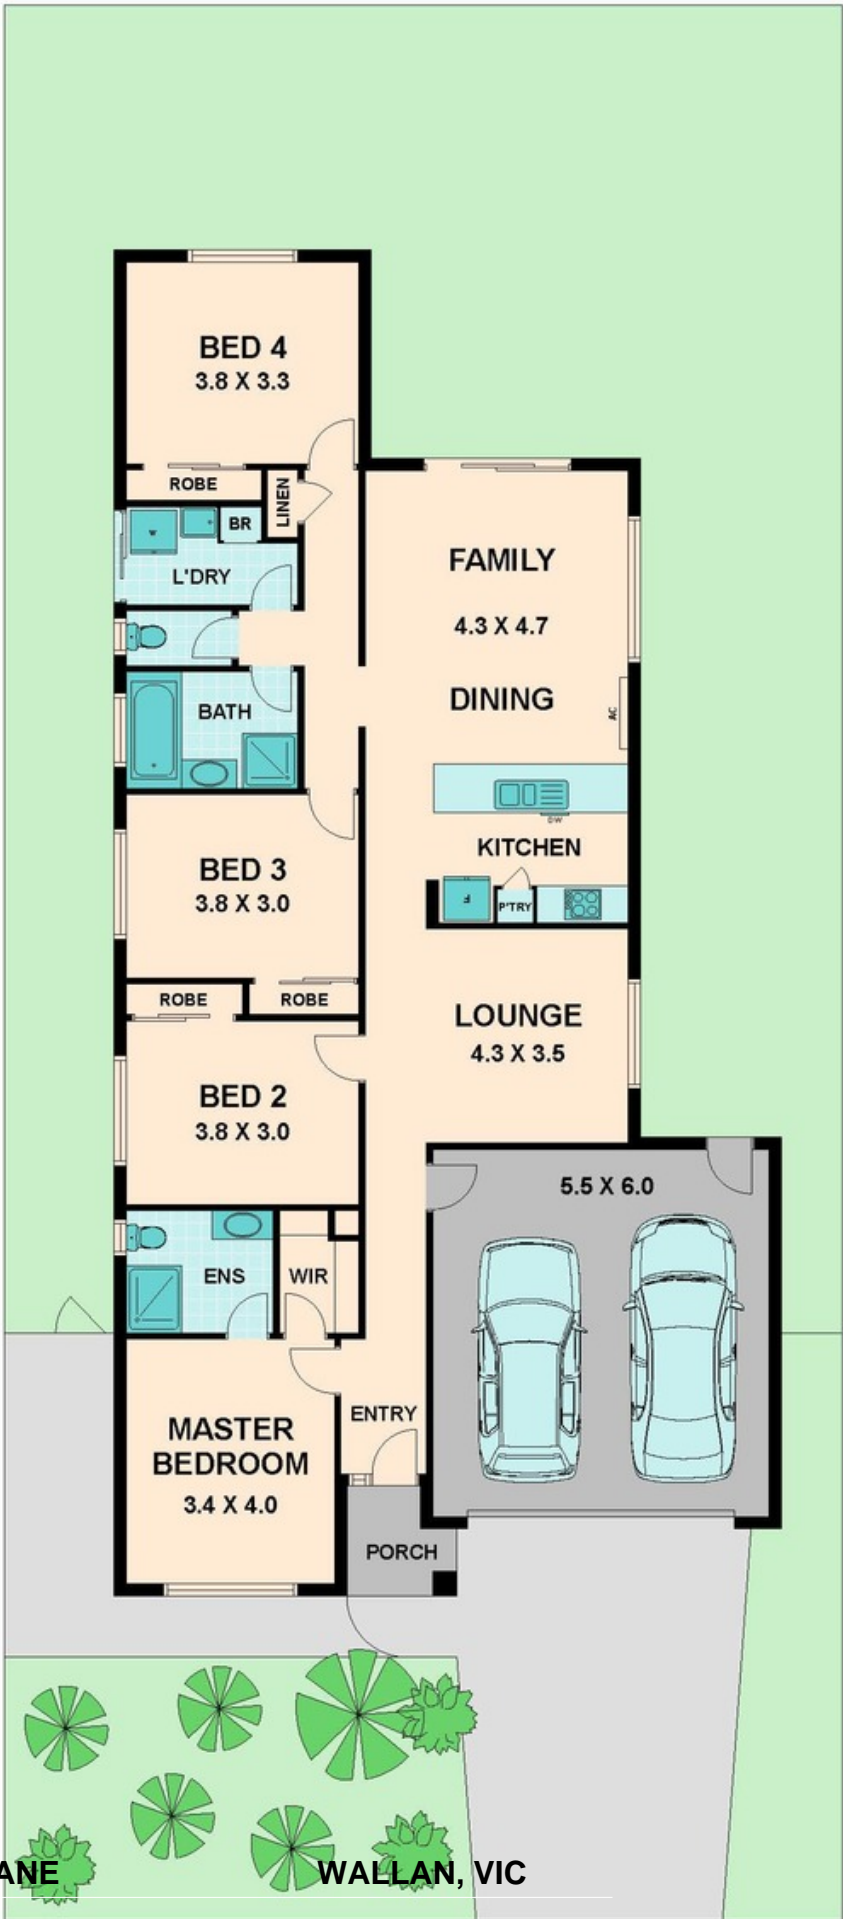 BED 4
3.8 X 3.3
ROBE
LINEN
BR
L'DRY
FAMILY
4.3 X 4.7
DINING
BATH
AC
DW
KITCHEN
BED 3
3.8 X 3.0
F
P'TRY
ROBE
ROBE
LOUNGE
4.3 X 3.5
BED 2
3.8 X 3.0
5.5 X 6.0
ENS
WIR
ENTRY
MASTER
BEDROOM
3.4 X 4.0
PORCH
ANE WALLAN, VIC